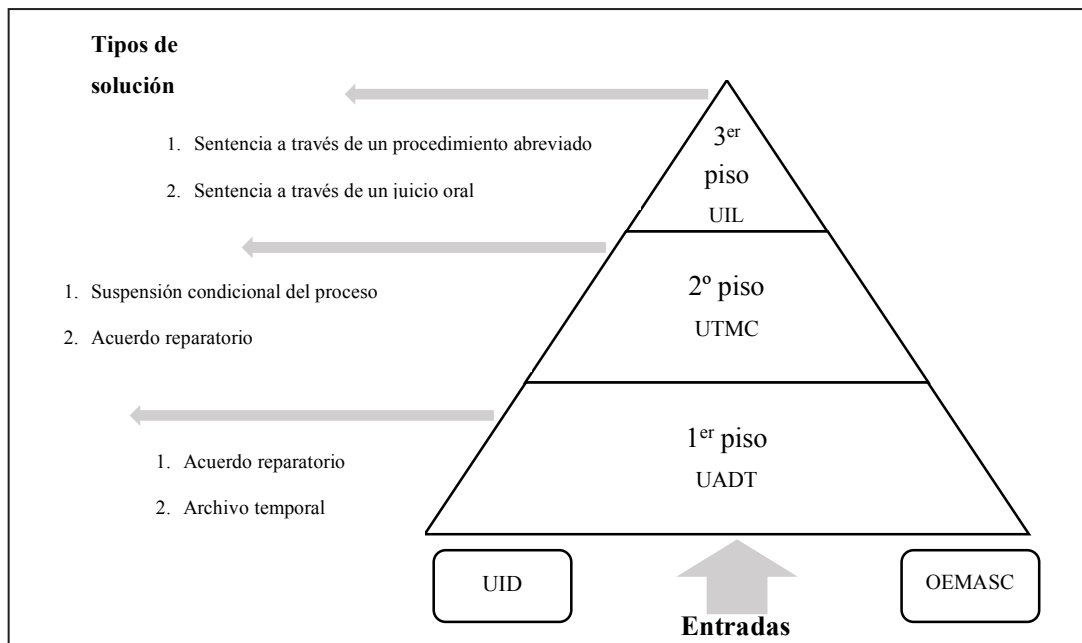 Tipos de
solución
1. Sentencia a través de un procedimiento abreviado
2. Sentencia a través de un juicio oral
3er
piso
UIL
1. Suspensión condicional del proceso
2. Acuerdo reparatorio
2º piso
UTMC
1. Acuerdo reparatorio
2. Archivo temporal
1er piso
UADT
UID
OEMASC
Entradas